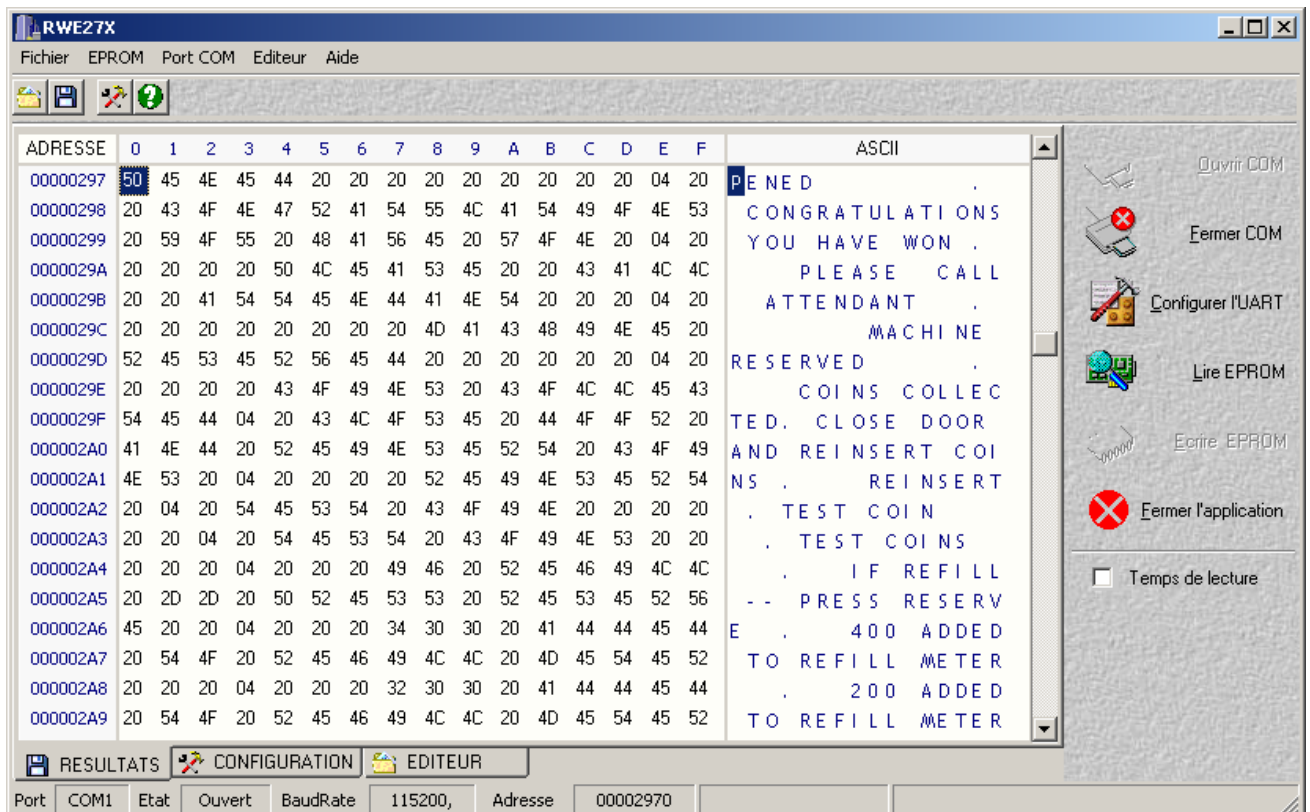 RWE27X
Fichier EPROM Port COM Editeur Aide
ADRESSE 0 1 2 3 4 5 6 7 8 9 A B C D E F ASCII
00000297 50 45 4E 45 44 20 20 20 20 20 20 20 20 20 04 20 PENED .
00000298 20 43 4F 4E 47 52 41 54 55 4C 41 54 49 4F 4E 53 CONGRATULATIONS
00000299 20 59 4F 55 20 48 41 56 45 20 57 4F 4E 20 04 20 YOU HAVE WON .
0000029A 20 20 20 20 50 4C 45 41 53 45 20 20 43 41 4C 4C PLEASE CALL
0000029B 20 20 41 54 54 45 4E 44 41 4E 54 20 20 20 04 20 ATTENDANT .
0000029C 20 20 20 20 20 20 20 20 4D 41 43 48 49 4E 45 20 MACHINE
0000029D 52 45 53 45 52 56 45 44 20 20 20 20 20 20 04 20 RESERVED .
0000029E 20 20 20 20 43 4F 49 4E 53 20 43 4F 4C 4C 45 43 COINS COLLEC
0000029F 54 45 44 04 20 43 4C 4F 53 45 20 44 4F 4F 52 20 TED. CLOSE DOOR
000002A0 41 4E 44 20 52 45 49 4E 53 45 52 54 20 43 4F 49 AND REINSERT COI
000002A1 4E 53 20 04 20 20 20 20 52 45 49 4E 53 45 52 54 NS . REINSERT
000002A2 20 04 20 54 45 53 54 20 43 4F 49 4E 20 20 20 20 . TEST COIN
000002A3 20 20 04 20 54 45 53 54 20 43 4F 49 4E 53 20 20 . TEST COINS
000002A4 20 20 20 04 20 20 20 49 46 20 52 45 46 49 4C 4C . IF REFILL
000002A5 20 2D 2D 20 50 52 45 53 53 20 52 45 53 45 52 56 -- PRESS RESERV
000002A6 45 20 20 04 20 20 20 34 30 30 20 41 44 44 45 44 E . 400 ADDED
000002A7 20 54 4F 20 52 45 46 49 4C 4C 20 4D 45 54 45 52 TO REFILL METER
000002A8 20 20 20 04 20 20 20 32 30 30 20 41 44 44 45 44 . 200 ADDED
000002A9 20 54 4F 20 52 45 46 49 4C 4C 20 4D 45 54 45 52 TO REFILL METER
Ouvrir COM
Fermer COM
Configurer l'UART
Lire EPROM
Ecrire EPROM
Fermer l'application
Temps de lecture
RESULTATS CONFIGURATION EDITEUR
Port COM1 Etat Ouvert BaudRate 115200, Adresse 00002970